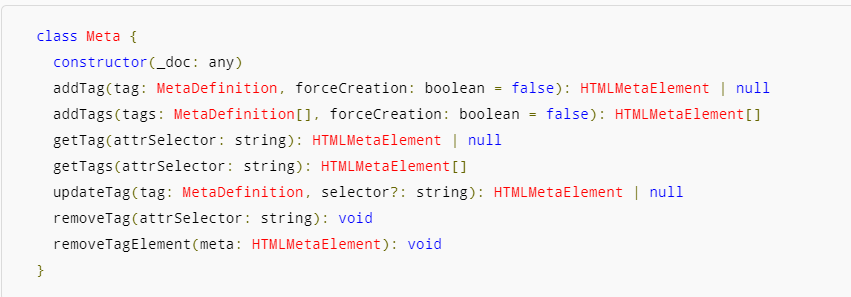 class Meta {
constructor(_doc: any)
addTag(tag: MetaDefinition, forceCreation: boolean = false): HTMLMetaElement | null
addTags(tags: MetaDefinition[], forceCreation: boolean = false): HTMLMetaElement[]
getTag(attrSelector: string): HTMLMetaElement | null
getTags(attrSelector: string): HTMLMetaElement[]
updateTag(tag: MetaDefinition, selector?: string): HTMLMetaElement | null
removeTag(attrSelector: string): void
removeTagElement(meta: HTMLMetaElement): void
}